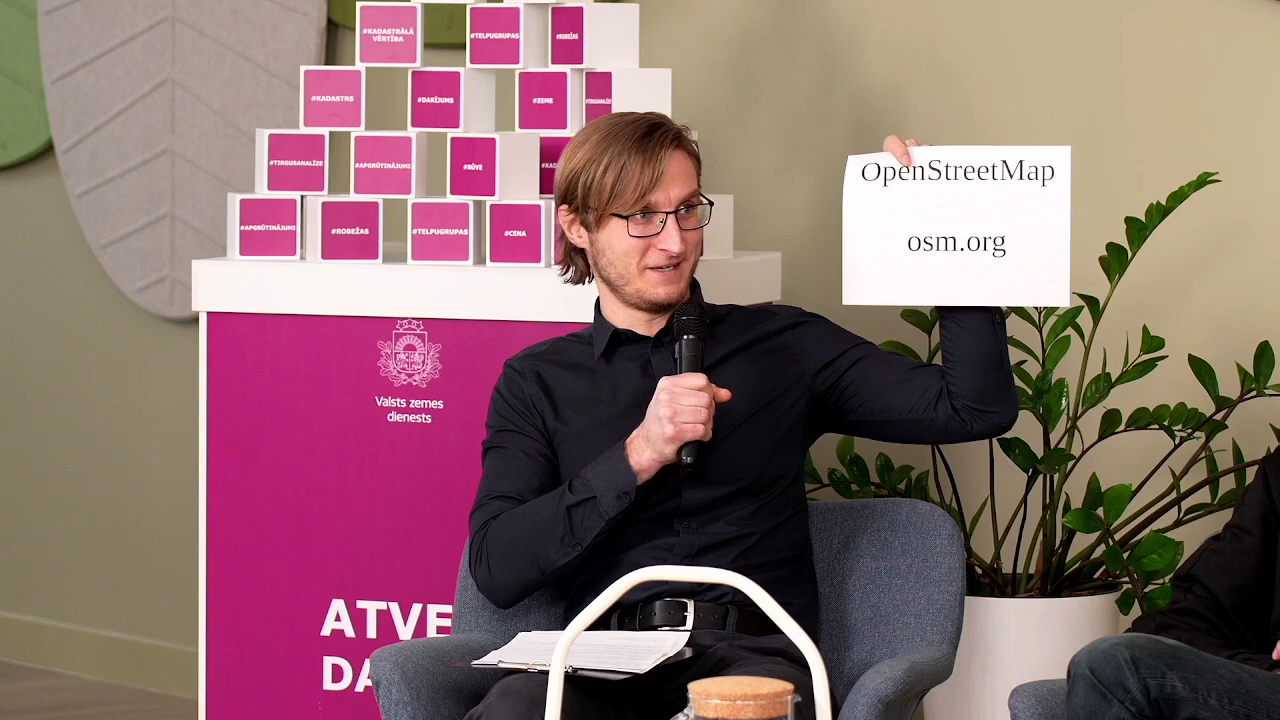 #KADASTRĀLĀ
VĒRTĪBA
#TELPUGRUPAS
#ROBEŽAS
#KADASTRS
#DARĪJUMS
#ZEME
#TIRGUSANALĪZE
#TIRGUSANALĪZE
#APGRŪTINĀJUMI
#BŪVE
#APGRŪTINĀJUMI
#ROBEŽAS
#TELPUGRUPAS
#CENA
OpenStreetMap
osm.org
Valsts zemes
dienests
ATVE
DA